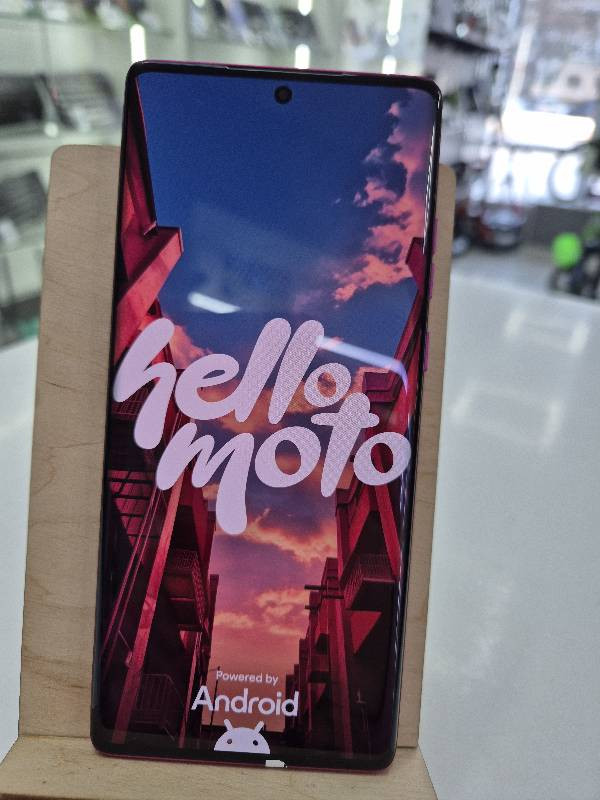 hello
moto
Powered by
Android